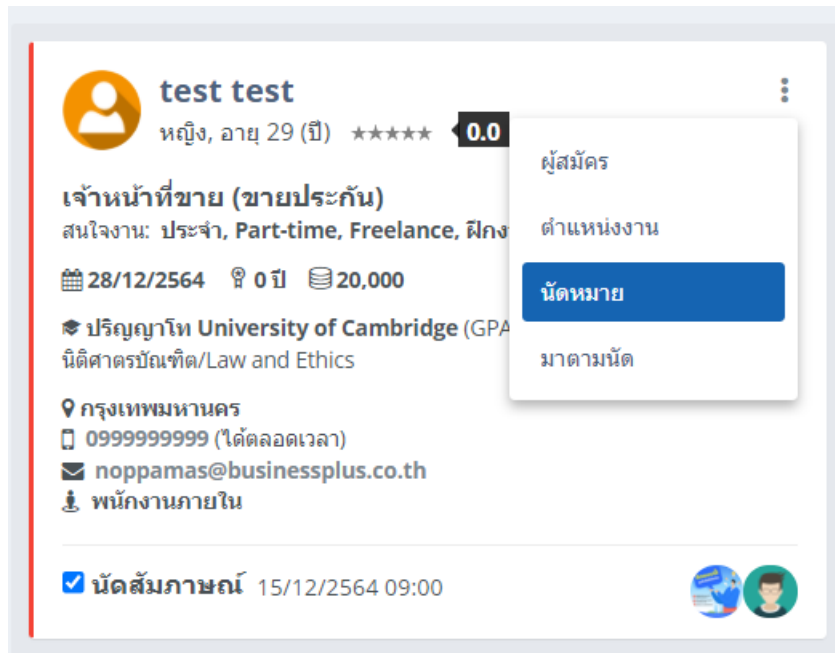 test test
หญิง, อายุ 29 (ปี) ★★★★★ 0.0
ผู้สมัคร
ตำแหน่งงาน
นัดหมาย
มาตามนัด
เจ้าหน้าที่ขาย (ขายประกัน)
สนใจงาน: ประจำ, Part-time, Freelance,
28/12/2564 0 ปี 20,000
ปริญญาโท University of Cambridge (GPA
นิติศาตรบัณฑิต/Law and Ethics
กรุงเทพมหานคร
0999999999 (ได้ตลอดเวลา)
noppamas@businessplus.co.th
พนักงานภายใน
นัดสัมภาษณ์ 15/12/2564 09:00